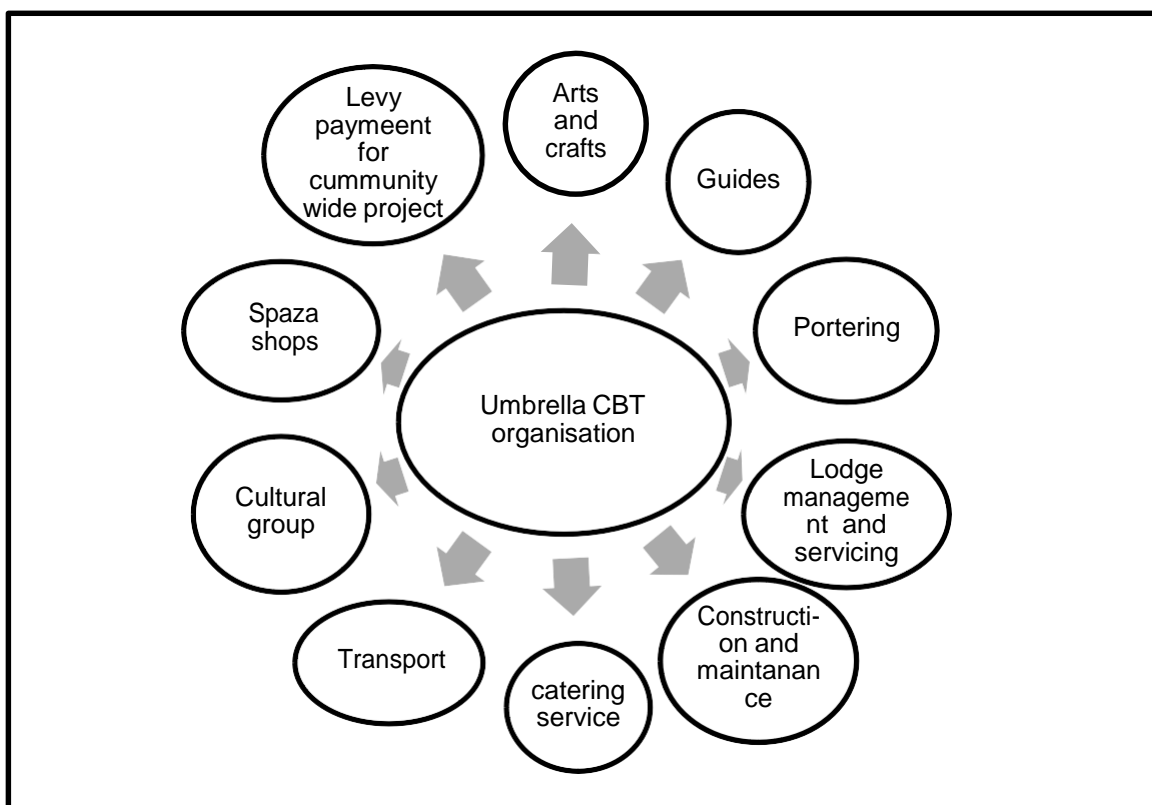 Levy
paymeent
for
cummunity
wide project
Arts
and
crafts
Guides
Spaza
shops
Portering
Umbrella CBT
organisation
Cultural
group
Lodge
manageme
nt and
servicing
Transport
catering
service
Constructi-
on and
maintanan
ce